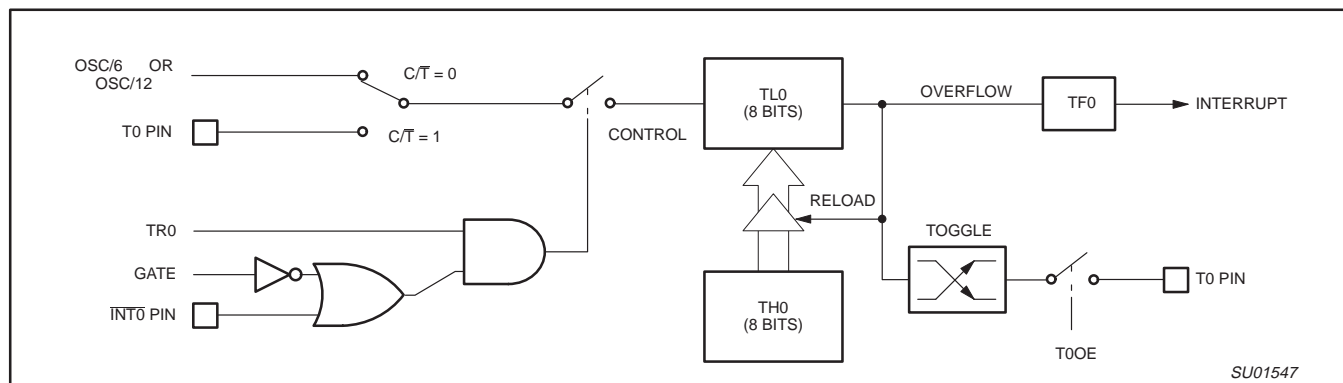 OSC/6 OR
OSC/12
C/T̅ = 0
T0 PIN
C/T̅ = 1
CONTROL
TL0
(8 BITS)
OVERFLOW
TF0
INTERRUPT
RELOAD
TR0
GATE
I̅N̅T̅0̅ PIN
TH0
(8 BITS)
TOGGLE
T0 PIN
T0OE
SU01547